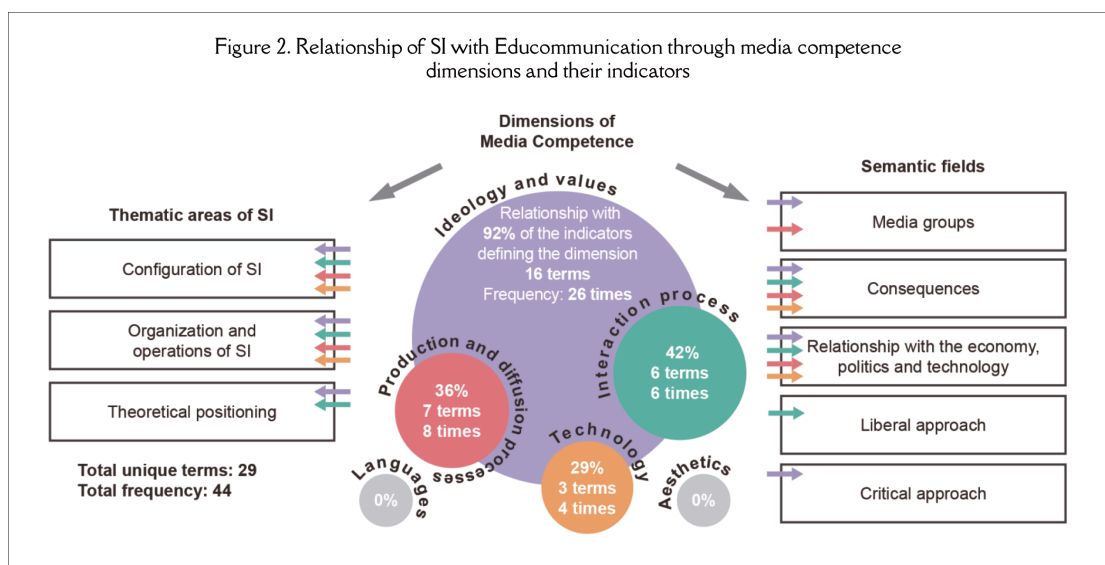 Figure 2. Relationship of SI with Educommunication through media competence
dimensions and their indicators
Dimensions of
Media Competence
Thematic areas of SI
Configuration of SI
Organization and
operations of SI
Theoretical positioning
Total unique terms: 29
Total frequency: 44
Ideology and values
Relationship with
92% of the indicators
defining the dimension
16 terms
Frequency: 26 times
Interaction process
42%
6 terms
6 times
Production and diffusion processes
36%
7 terms
8 times
Languages
0%
Technology
29%
3 terms
4 times
Aesthetics
0%
Semantic fields
Media groups
Consequences
Relationship with the economy,
politics and technology
Liberal approach
Critical approach